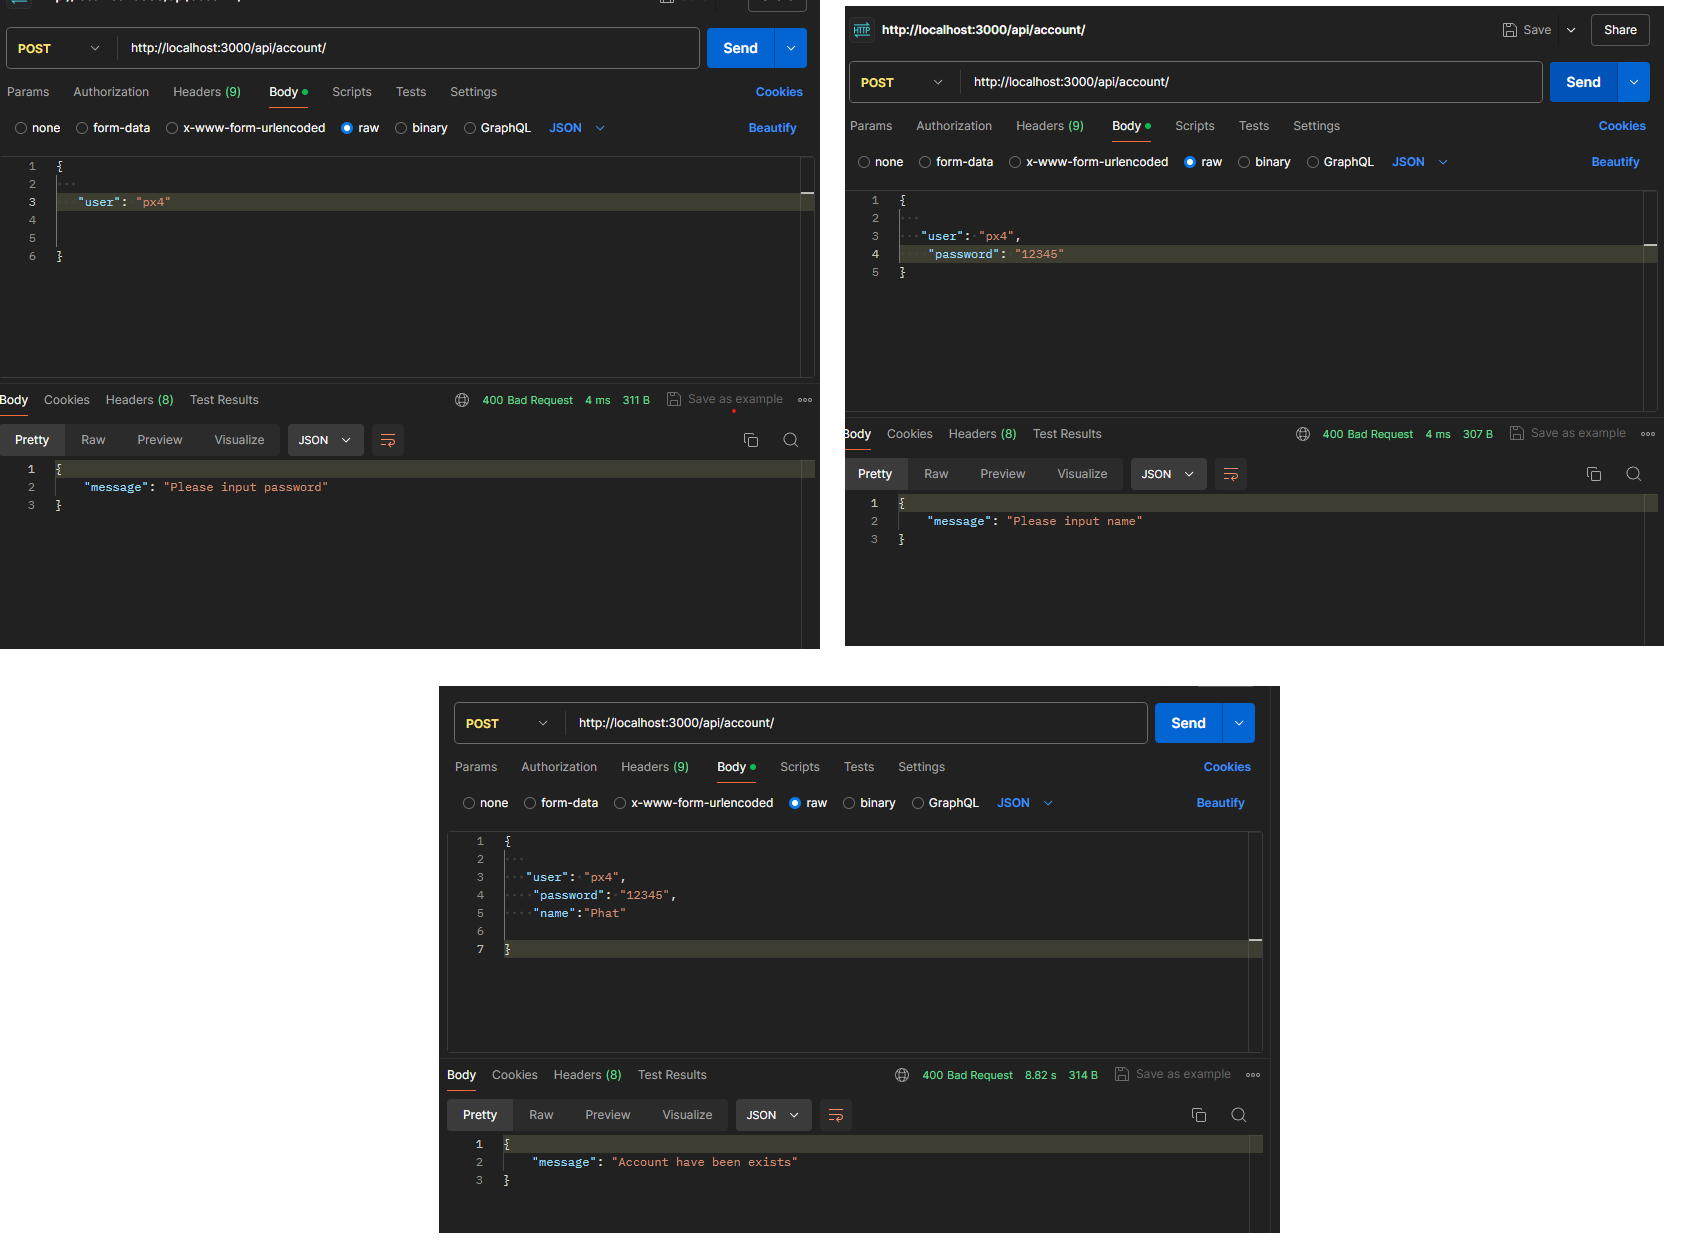 POST http://localhost:3000/api/account/ Send
Params Authorization Headers (9) Body Scripts Tests Settings Cookies
none form-data x-www-form-urlencoded raw binary GraphQL JSON Beautify
1 {
2
3 "user": "px4"
4
5
6 }
Body Cookies Headers (8) Test Results 400 Bad Request 4 ms 311 B Save as example
Pretty Raw Preview Visualize JSON
1 {
2 "message": "Please input password"
3 }
HTTP http://localhost:3000/api/account/ Save Share
POST http://localhost:3000/api/account/ Send
Params Authorization Headers (9) Body Scripts Tests Settings Cookies
none form-data x-www-form-urlencoded raw binary GraphQL JSON Beautify
1 {
2
3 "user": "px4",
4 "password": "12345"
5 }
Body Cookies Headers (8) Test Results 400 Bad Request 4 ms 307 B Save as example
Pretty Raw Preview Visualize JSON
1 {
2 "message": "Please input name"
3 }
POST http://localhost:3000/api/account/ Send
Params Authorization Headers (9) Body Scripts Tests Settings Cookies
none form-data x-www-form-urlencoded raw binary GraphQL JSON Beautify
1 {
2
3 "user": "px4",
4 "password": "12345",
5 "name":"Phat"
6
7 }
Body Cookies Headers (8) Test Results 400 Bad Request 8.82 s 314 B Save as example
Pretty Raw Preview Visualize JSON
1 {
2 "message": "Account have been exists"
3 }